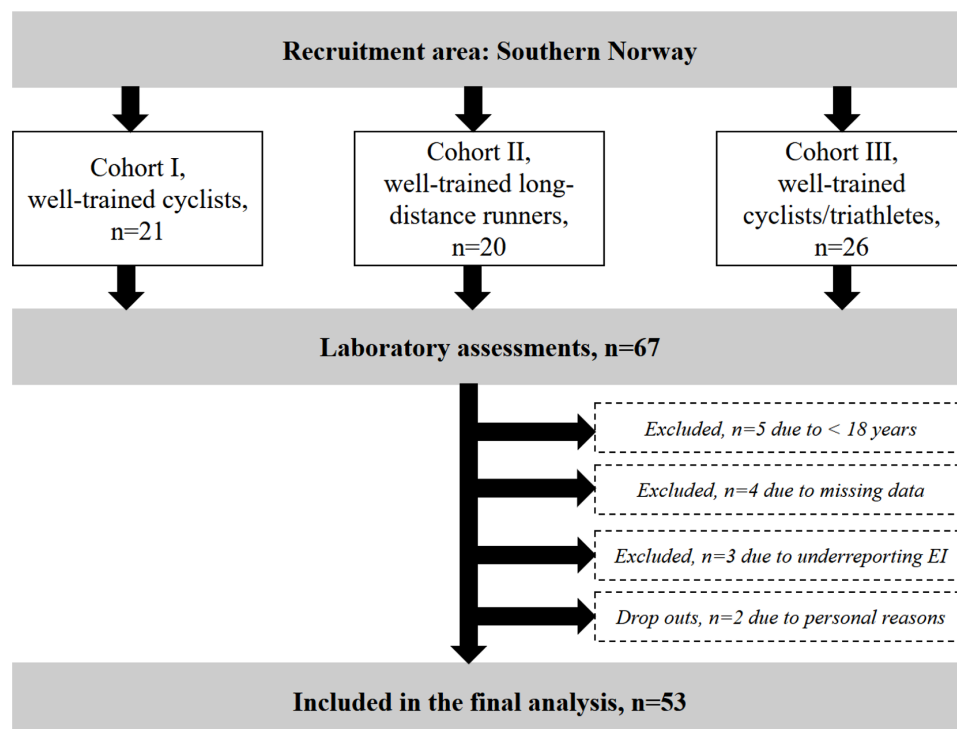 Recruitment area: Southern Norway
Cohort I,
well-trained cyclists,
n=21
Cohort II,
well-trained long-
distance runners,
n=20
Cohort III,
well-trained
cyclists/triathletes,
n=26
Laboratory assessments, n=67
Excluded, n=5 due to < 18 years
Excluded, n=4 due to missing data
Excluded, n=3 due to underreporting EI
Drop outs, n=2 due to personal reasons
Included in the final analysis, n=53